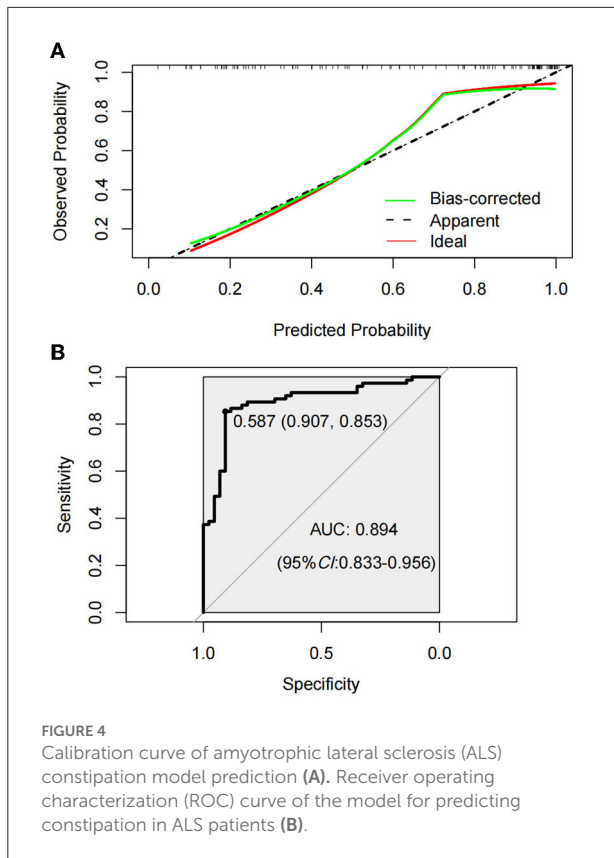 A
Observed Probability
1.0
0.8
0.6
0.4
0.2
Bias-corrected
Apparent
Ideal
0.0 0.2 0.4 0.6 0.8 1.0
Predicted Probability
B
Sensitivity
1.0
0.8
0.6
0.4
0.2
0.0
0.587 (0.907, 0.853)
AUC: 0.894
(95%CI:0.833-0.956)
1.0 0.5 0.0
Specificity
FIGURE 4
Calibration curve of amyotrophic lateral sclerosis (ALS)
constipation model prediction (A). Receiver operating
characterization (ROC) curve of the model for predicting
constipation in ALS patients (B).